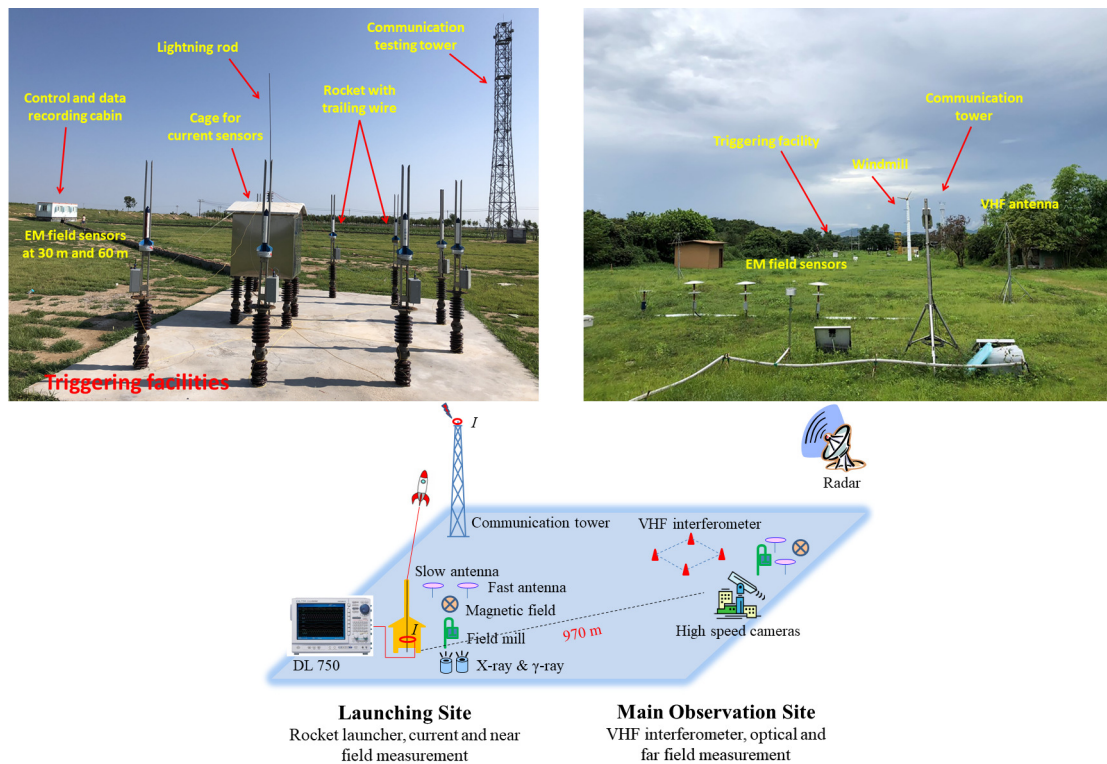 Communication
testing tower
Lightning rod
Rocket with
trailing wire
Control and data
recording cabin
Cage for
current sensors
EM field sensors
at 30 m and 60 m
Triggering facilities
Communication
tower
Triggering
facility
Windmill
VHF antenna
EM field sensors
I
Radar
Communication tower
VHF interferometer
Slow antenna
Fast antenna
Magnetic field
I
Field mill
970 m
High speed cameras
DL 750
X-ray & γ-ray
Launching Site
Rocket launcher, current and near
field measurement
Main Observation Site
VHF interferometer, optical and
far field measurement